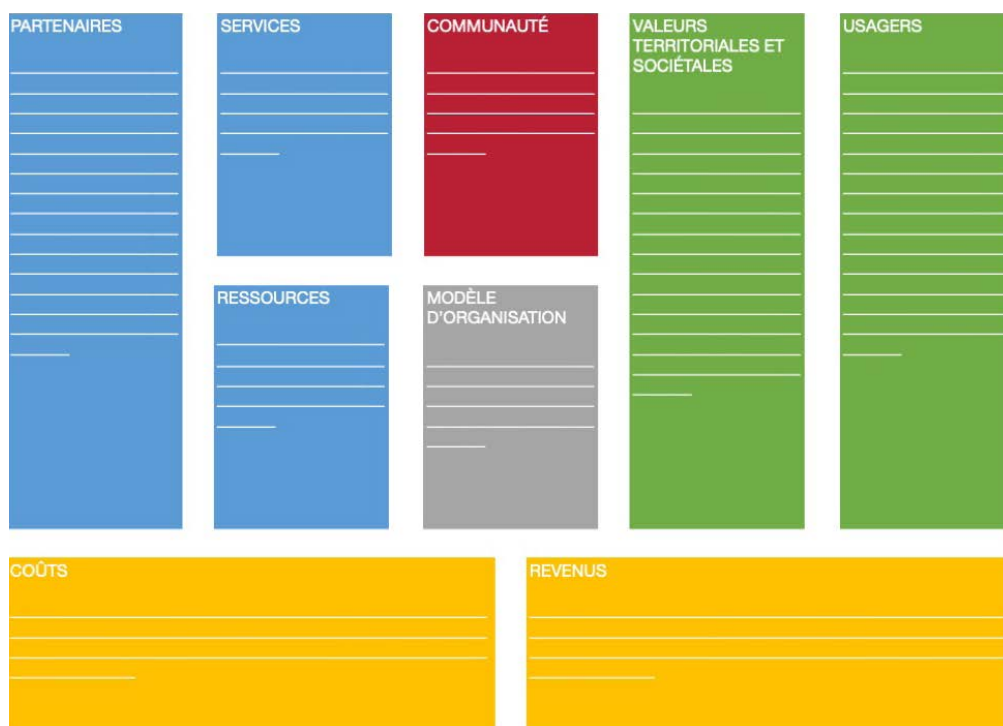 PARTENAIRES
SERVICES
COMMUNAUTÉ
VALEURS
TERRITORIALES ET
SOCIÉTALES
USAGERS
RESSOURCES
MODÈLE
D'ORGANISATION
COÛTS
REVENUS